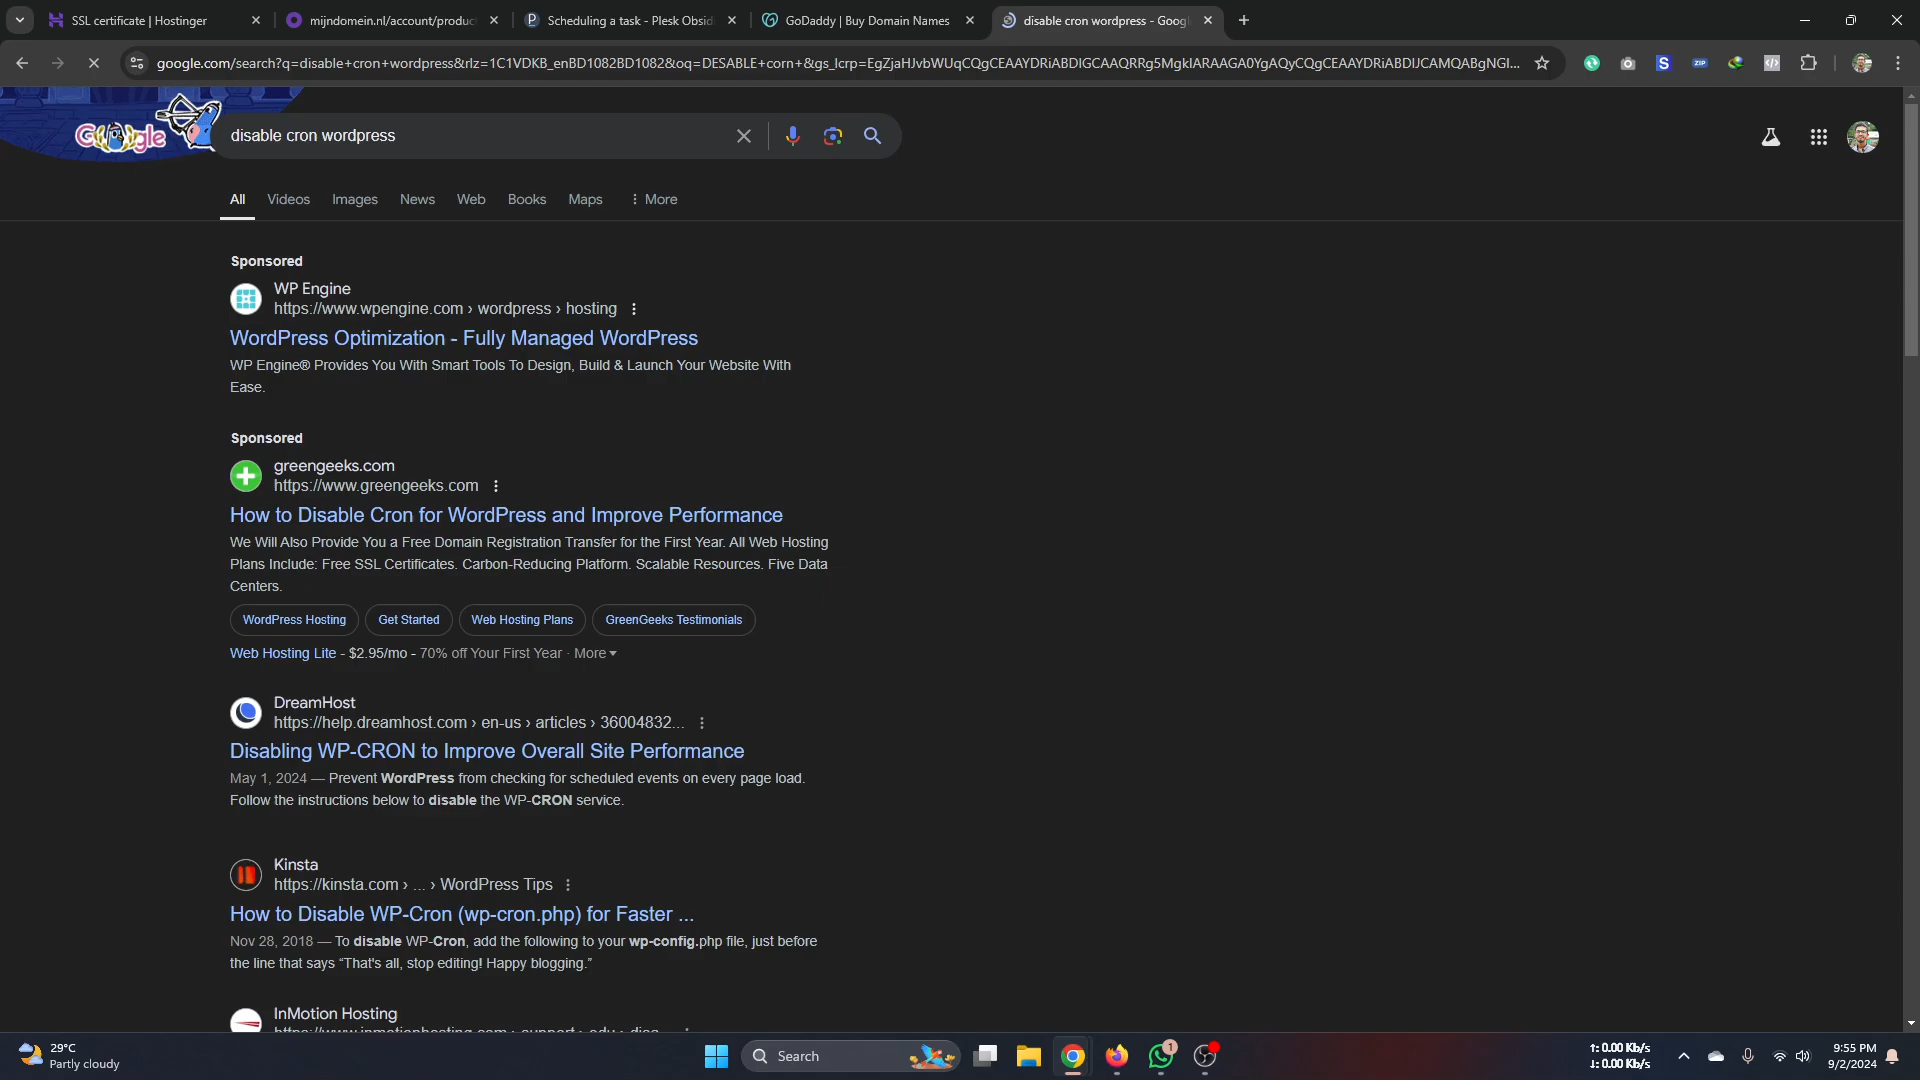 SSL certificate | Hostinger
mijndomein.nl/account/produc
Scheduling a task - Plesk Obsid
GoDaddy | Buy Domain Names
disable cron wordpress - Googl
google.com/search?q=disable+cron+wordpress&rlz=1C1VDKB_enBD1082BD1082&oq=DESABLE+corn+&gs_lcrp=EgZjaHJvbWUqCQgCEAAYDRiABDIGCAAQRRg5MgkIARAAGA0YgAQyCQgCEAAYDRiABDIJCAMQABgNGI...
Google
disable cron wordpress
All
Videos
Images
News
Web
Books
Maps
More
Sponsored
WP Engine
https://www.wpengine.com › wordpress › hosting
WordPress Optimization - Fully Managed WordPress
WP Engine® Provides You With Smart Tools To Design, Build & Launch Your Website With
Ease.
Sponsored
greengeeks.com
https://www.greengeeks.com
How to Disable Cron for WordPress and Improve Performance
We Will Also Provide You a Free Domain Registration Transfer for the First Year. All Web Hosting
Plans Include: Free SSL Certificates. Carbon-Reducing Platform. Scalable Resources. Five Data
Centers.
WordPress Hosting
Get Started
Web Hosting Plans
GreenGeeks Testimonials
Web Hosting Lite - $2.95/mo - 70% off Your First Year · More
DreamHost
https://help.dreamhost.com › en-us › articles › 36004832...
Disabling WP-CRON to Improve Overall Site Performance
May 1, 2024 — Prevent WordPress from checking for scheduled events on every page load.
Follow the instructions below to disable the WP-CRON service.
Kinsta
https://kinsta.com › ... › WordPress Tips
How to Disable WP-Cron (wp-cron.php) for Faster ...
Nov 28, 2018 — To disable WP-Cron, add the following to your wp-config.php file, just before
the line that says “That's all, stop editing! Happy blogging.”
InMotion Hosting
https://www.inmotionhosting.com › support › edu › disa...
29°C
Partly cloudy
Search
ZIP
S
1
↑: 0.00 Kb/s
↓: 0.00 Kb/s
9:55 PM
9/2/2024